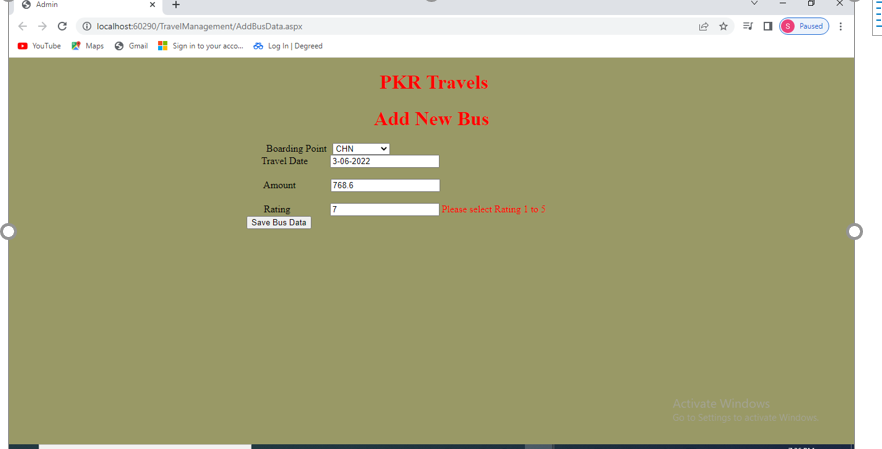 Admin
localhost:60290/TravelManagement/AddBusData.aspx
S Paused
YouTube Maps Gmail Sign in to your acco... Log In | Degreed
PKR Travels
Add New Bus
Boarding Point CHN
Travel Date 3-06-2022
Amount 768.6
Rating 7 Please select Rating 1 to 5
Save Bus Data
Activate Windows
Go to Settings to activate Windows.